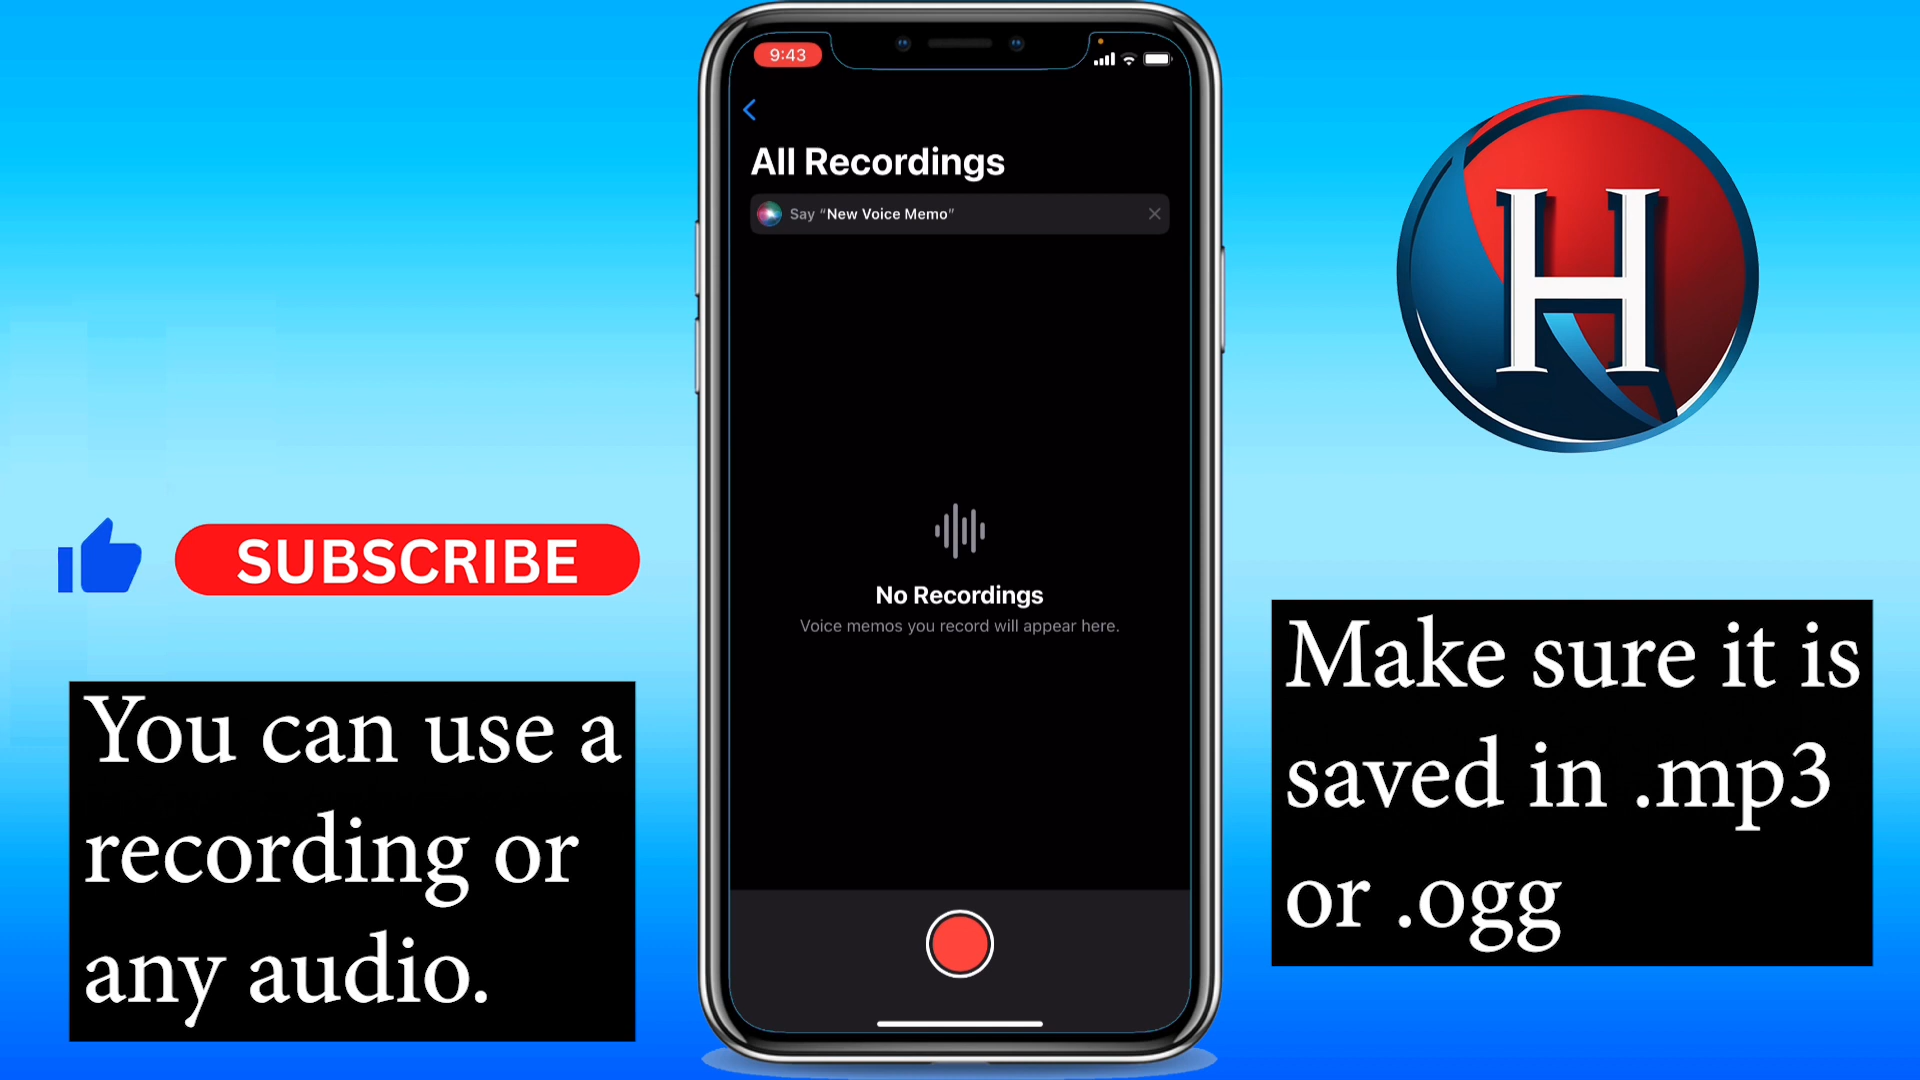 9:43
All Recordings
Say “New Voice Memo”
No Recordings
Voice memos you record will appear here.
H
SUBSCRIBE
You can use a
recording or
any audio.
Make sure it is
saved in .mp3
or .ogg